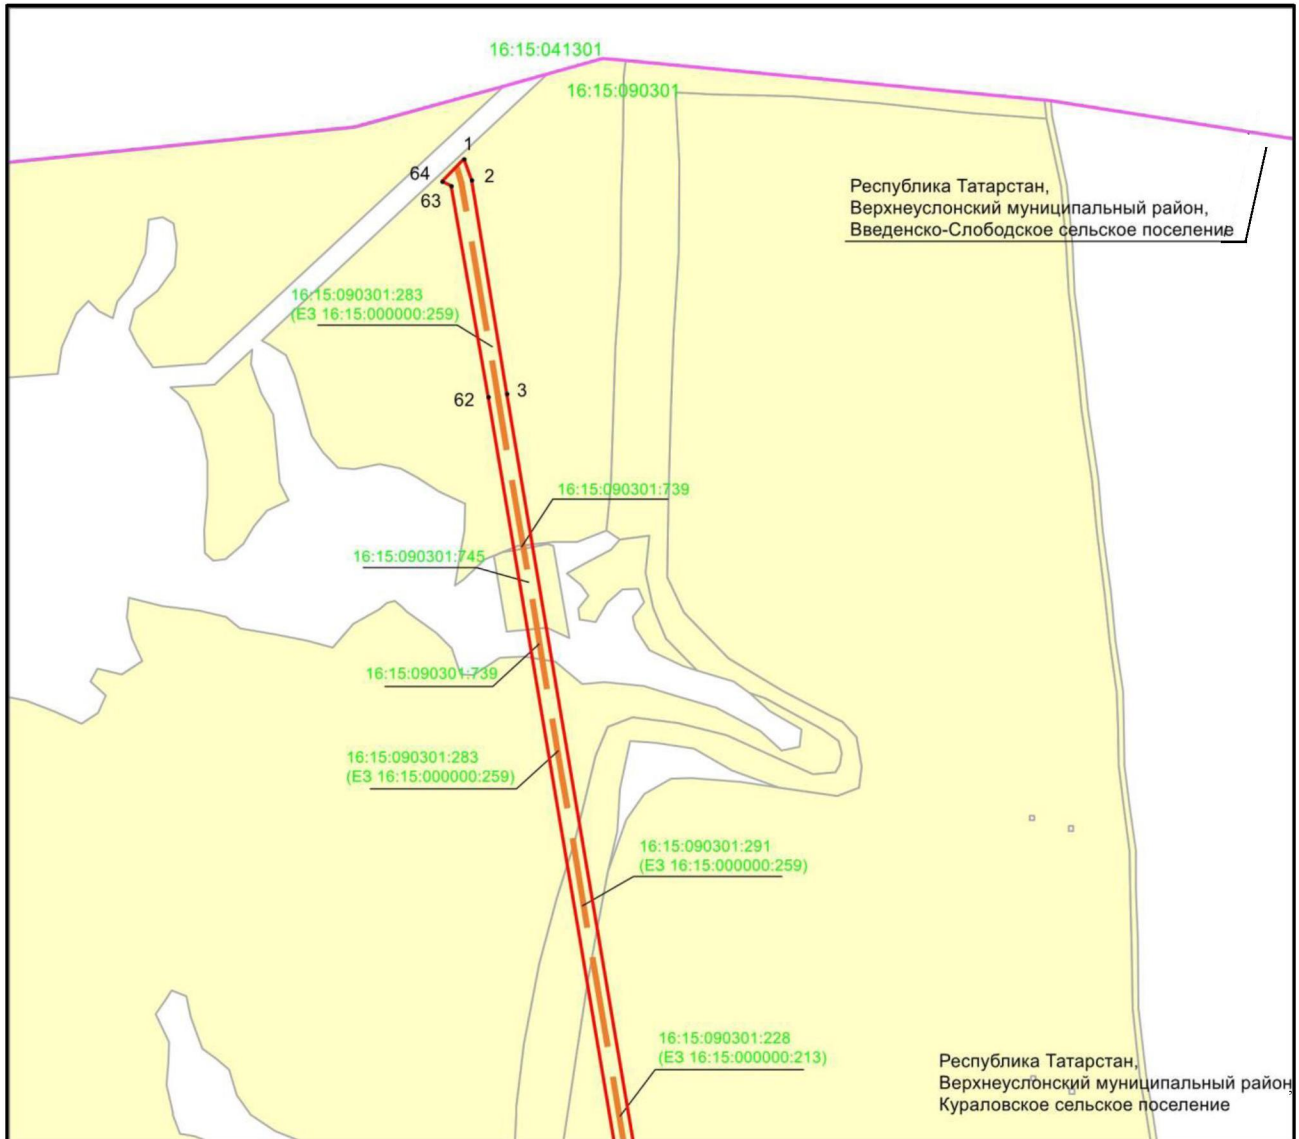 16:15:041301
16:15:090301
1
64
2
63
Республика Татарстан,
Верхнеуслонский муниципальный район,
Введенско-Слободское сельское поселение
16:15:090301:283
(ЕЗ 16:15:000000:259)
3
62
16:15:090301:739
16:15:090301:745
16:15:090301:739
16:15:090301:283
(ЕЗ 16:15:000000:259)
16:15:090301:291
(ЕЗ 16:15:000000:259)
16:15:090301:228
(ЕЗ 16:15:000000:213)
Республика Татарстан,
Верхнеуслонский муниципальный район,
Кураловское сельское поселение